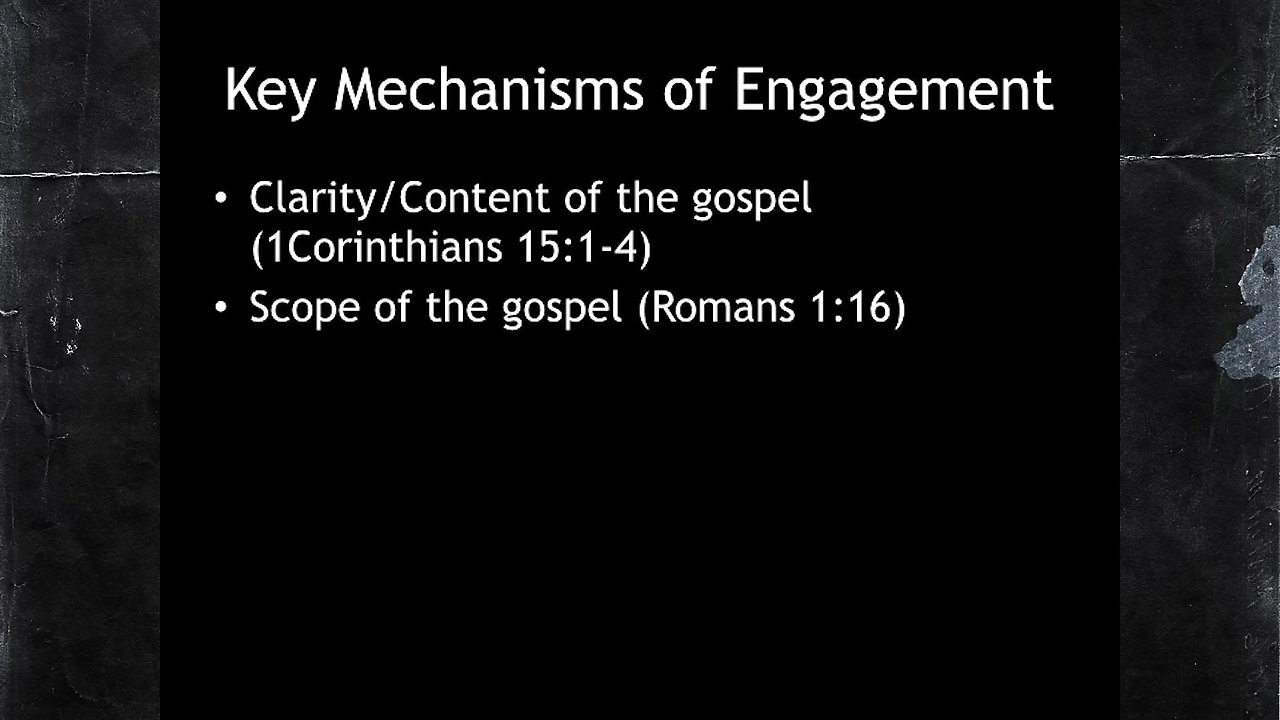 Key Mechanisms of Engagement
• Clarity/Content of the gospel
(1Corinthians 15:1-4)
• Scope of the gospel (Romans 1:16)